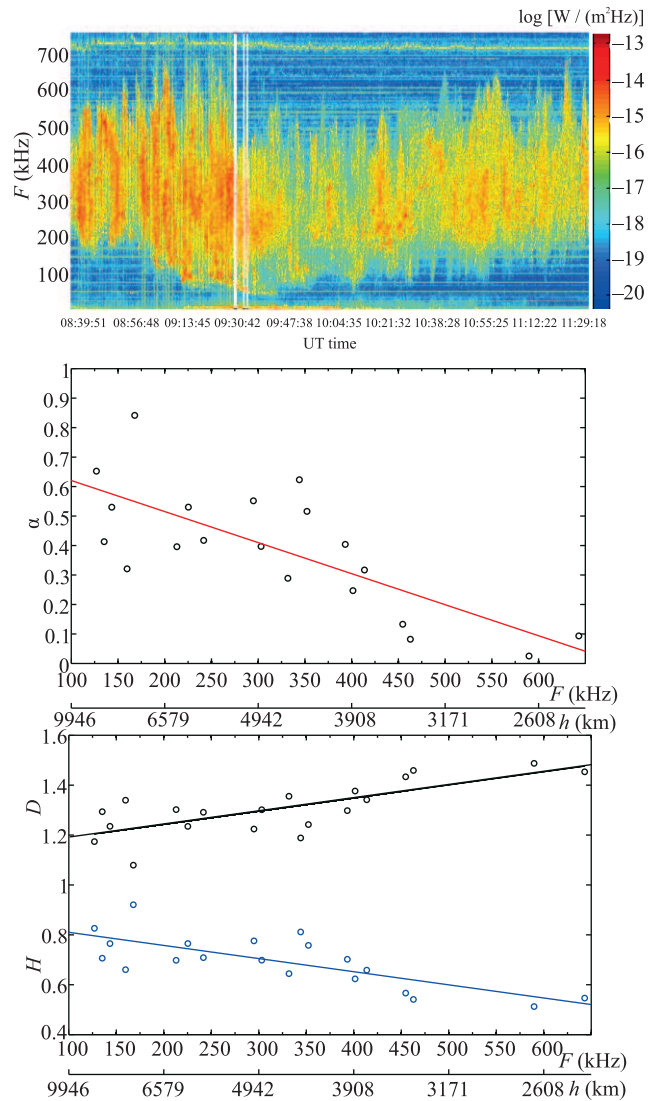 log [W / (m²Hz)]
700
600
500
400
300
200
100
F (kHz)
–13
–14
–15
–16
–17
–18
–19
–20
08:39:51 08:56:48 09:13:45 09:30:42 09:47:38 10:04:35 10:21:32 10:38:28 10:55:25 11:12:22 11:29:18
UT time
1
0.9
0.8
0.7
0.6
0.5
0.4
0.3
0.2
0.1
0
α
100 150 200 250 300 350 400 450 500 550 600
F (kHz)
9946 6579 4942 3908 3171 2608 h (km)
1.6
1.4
1.2
1
0.8
0.6
0.4
D
H
100 150 200 250 300 350 400 450 500 550 600
F (kHz)
9946 6579 4942 3908 3171 2608 h (km)